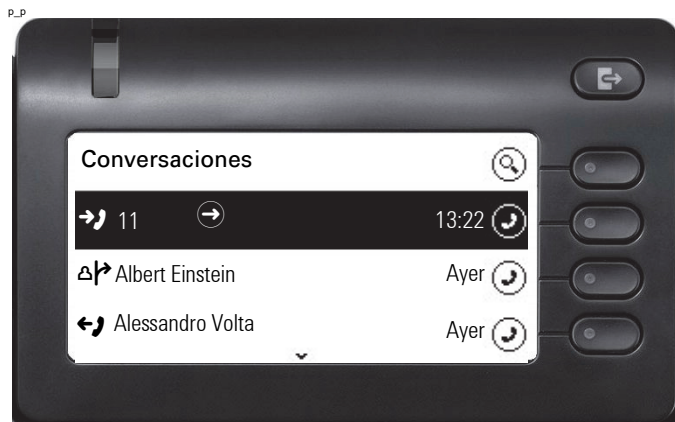 p_p
Conversaciones
11 13:22
Albert Einstein Ayer
Alessandro Volta Ayer